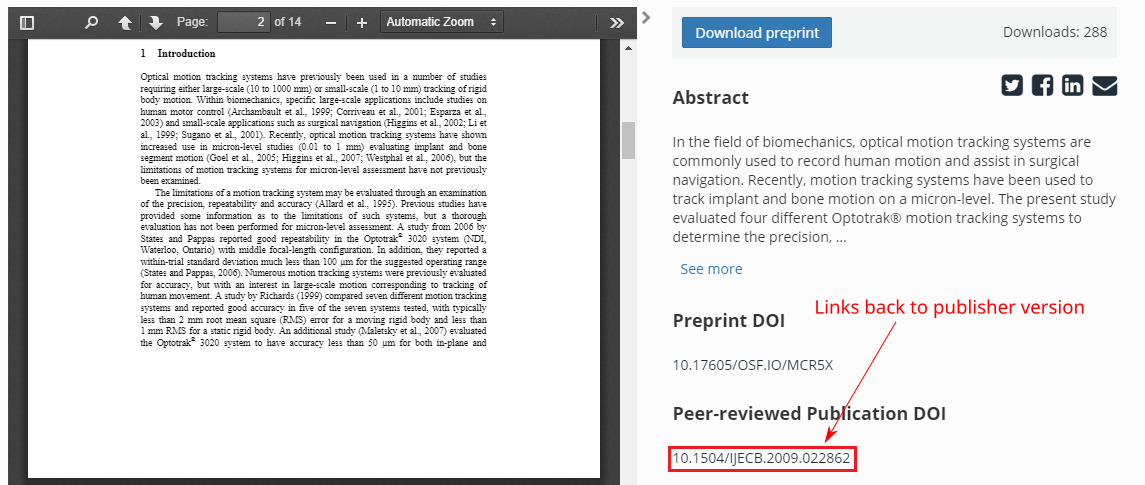 Page: 2 of 14 Automatic Zoom
1 Introduction
Optical motion tracking systems have previously been used in a number of studies
requiring either large-scale (10 to 1000 mm) or small-scale (1 to 10 mm) tracking of rigid
body motion. Within biomechanics, specific large-scale applications include studies on
human motor control (Archambault et al., 1999; Corriveau et al., 2001; Esparza et al.,
2003) and small-scale applications such as surgical navigation (Higgins et al., 2002; Li et
al., 1999; Sugano et al., 2001). Recently, optical motion tracking systems have shown
increased use in micron-level studies (0.01 to 1 mm) evaluating implant and bone
segment motion (Goel et al., 2005; Higgins et al., 2007; Westphal et al., 2006), but the
limitations of motion tracking systems for micron-level assessment have not previously
been examined.
The limitations of a motion tracking system may be evaluated through an examination
of the precision, repeatability and accuracy (Allard et al., 1995). Previous studies have
provided some information as to the limitations of such systems, but a thorough
evaluation has not been performed for micron-level assessment. A study from 2006 by
States and Pappas reported good repeatability in the Optotrak® 3020 system (NDI,
Waterloo, Ontario) with middle focal-length configuration. In addition, they reported a
within-trial standard deviation much less than 100 µm for the suggested operating range
(States and Pappas, 2006). Numerous motion tracking systems were previously evaluated
for accuracy, but with an interest in large-scale motion corresponding to tracking of
human movement. A study by Richards (1999) compared seven different motion tracking
systems and reported good accuracy in five of the seven systems tested, with typically
less than 2 mm root mean square (RMS) error for a moving rigid body and less than
1 mm RMS for a static rigid body. An additional study (Maletsky et al., 2007) evaluated
the Optotrak® 3020 system to have accuracy less than 50 µm for both in-plane and
Download preprint
Downloads: 288
Abstract
In the field of biomechanics, optical motion tracking systems are
commonly used to record human motion and assist in surgical
navigation. Recently, motion tracking systems have been used to
track implant and bone motion on a micron-level. The present study
evaluated four different Optotrak® motion tracking systems to
determine the precision, ...
See more
Links back to publisher version
Preprint DOI
10.17605/OSF.IO/MCR5X
Peer-reviewed Publication DOI
10.1504/IJECB.2009.022862